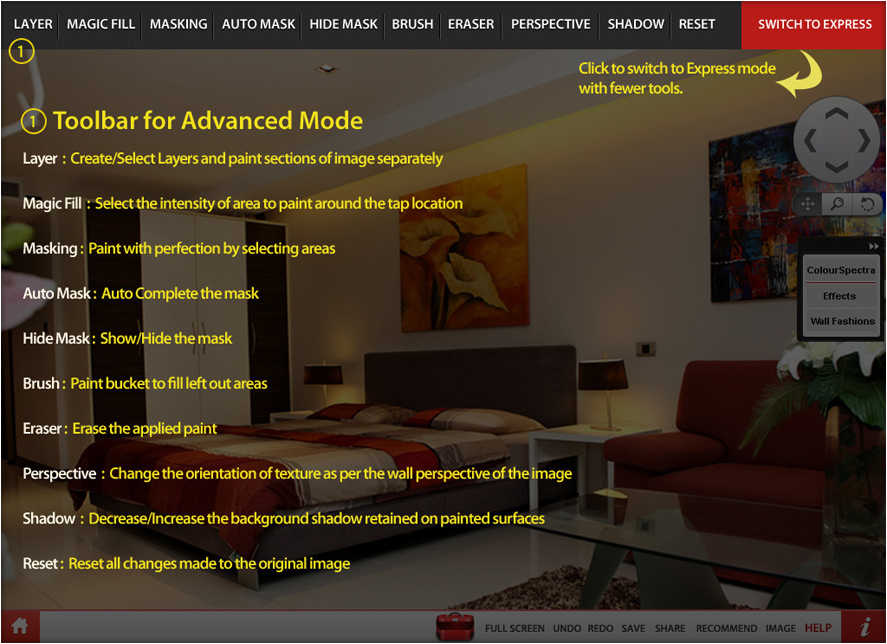 LAYER MAGIC FILL MASKING AUTO MASK HIDE MASK BRUSH ERASER PERSPECTIVE SHADOW RESET SWITCH TO EXPRESS
1
Click to switch to Express mode
with fewer tools.
1 Toolbar for Advanced Mode
Layer : Create/Select Layers and paint sections of image separately
Magic Fill : Select the intensity of area to paint around the tap location
Masking : Paint with perfection by selecting areas
Auto Mask : Auto Complete the mask
Hide Mask : Show/Hide the mask
Brush : Paint bucket to fill left out areas
Eraser : Erase the applied paint
Perspective : Change the orientation of texture as per the wall perspective of the image
Shadow : Decrease/Increase the background shadow retained on painted surfaces
Reset : Reset all changes made to the original image
ColourSpectra
Effects
Wall Fashions
FULL SCREEN UNDO REDO SAVE SHARE RECOMMEND IMAGE HELP i